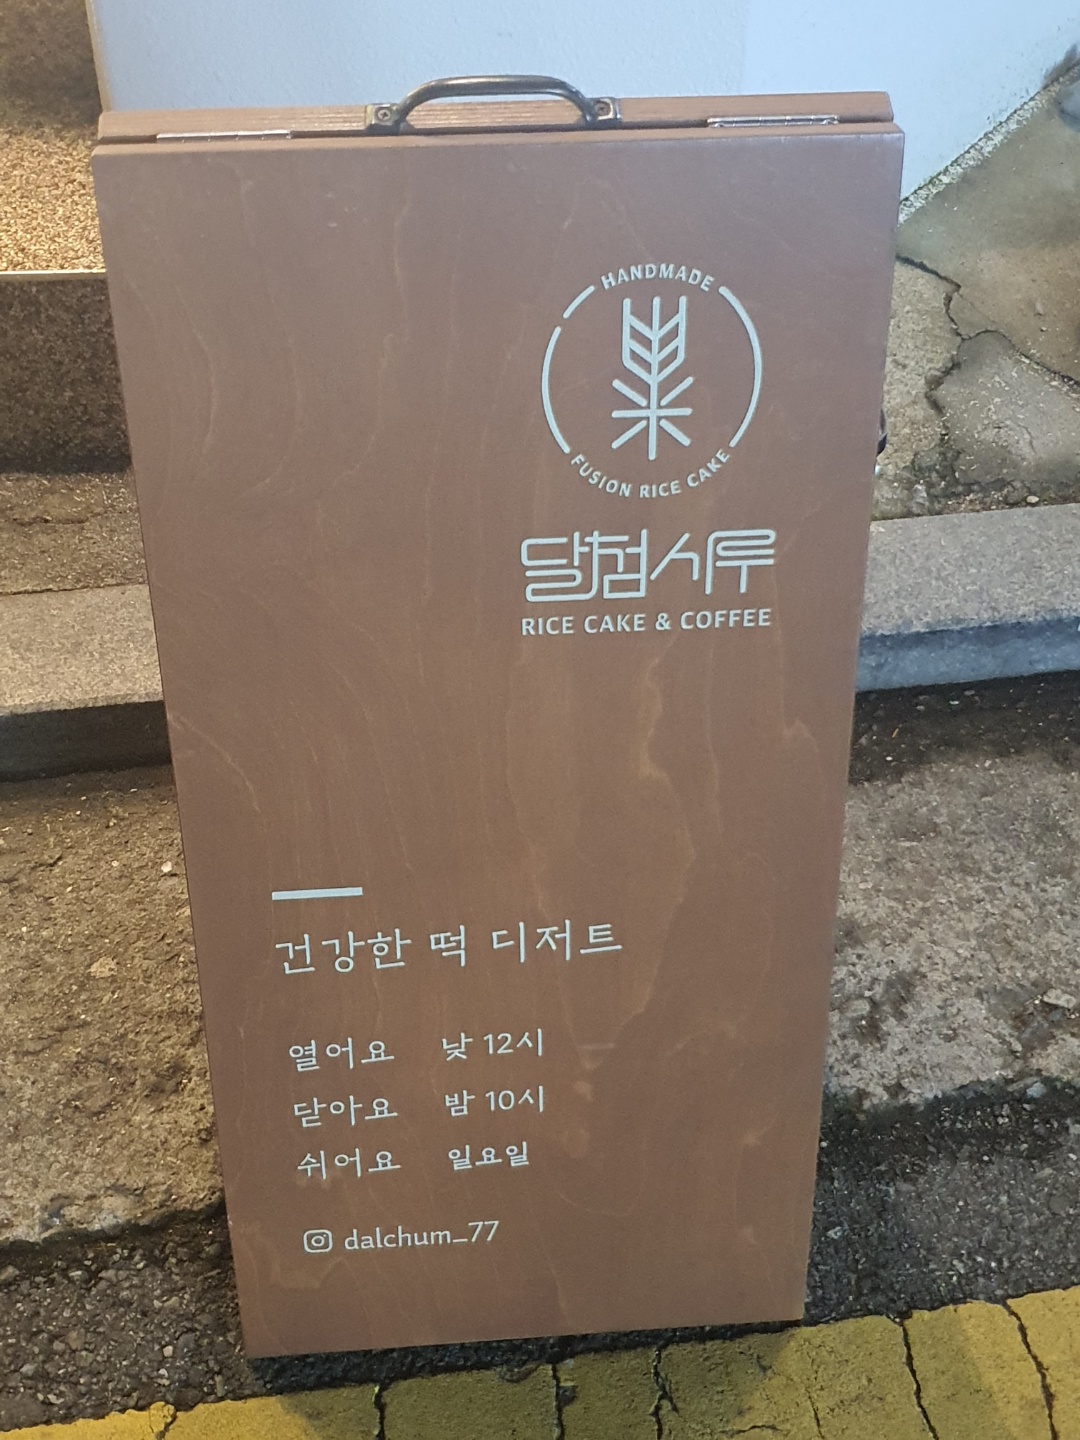 HANDMADE
FUSION RICE CAKE
달첨시루
RICE CAKE & COFFEE
건강한 떡 디저트
열어요 낮 12시
닫아요 밤 10시
쉬어요 일요일
dalchum_77